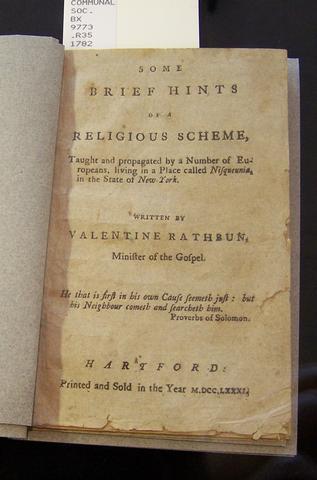 COMMUNAL
SOC.
BX
9773
.R35
1782
SOME
BRIEF HINTS
OF A
RELIGIOUS SCHEME,
Taught and propagated by a Number of Eu-
ropeans, living in a Place called Niſqueunia,
in the State of New-York.
WRITTEN BY
VALENTINE RATHBUN,
Miniſter of the Goſpel.
He that is firſt in his own Cauſe ſeemeth juſt: but
his Neighbour cometh and ſearcheth him.
Proverbs of Solomon.
HARTFORD:
Printed and Sold in the Year M.DCC,LXXXI.